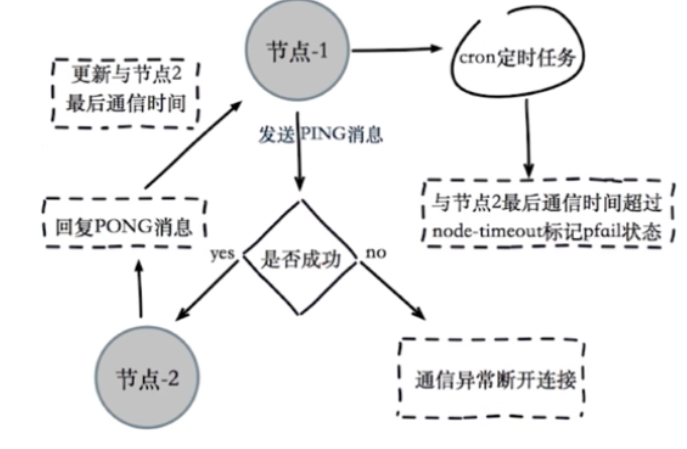 节点-1
cron定时任务
更新与节点2
最后通信时间
发送PING消息
与节点2最后通信时间超过
node-timeout标记pfail状态
回复PONG消息
yes
是否成功
no
节点-2
通信异常断开连接